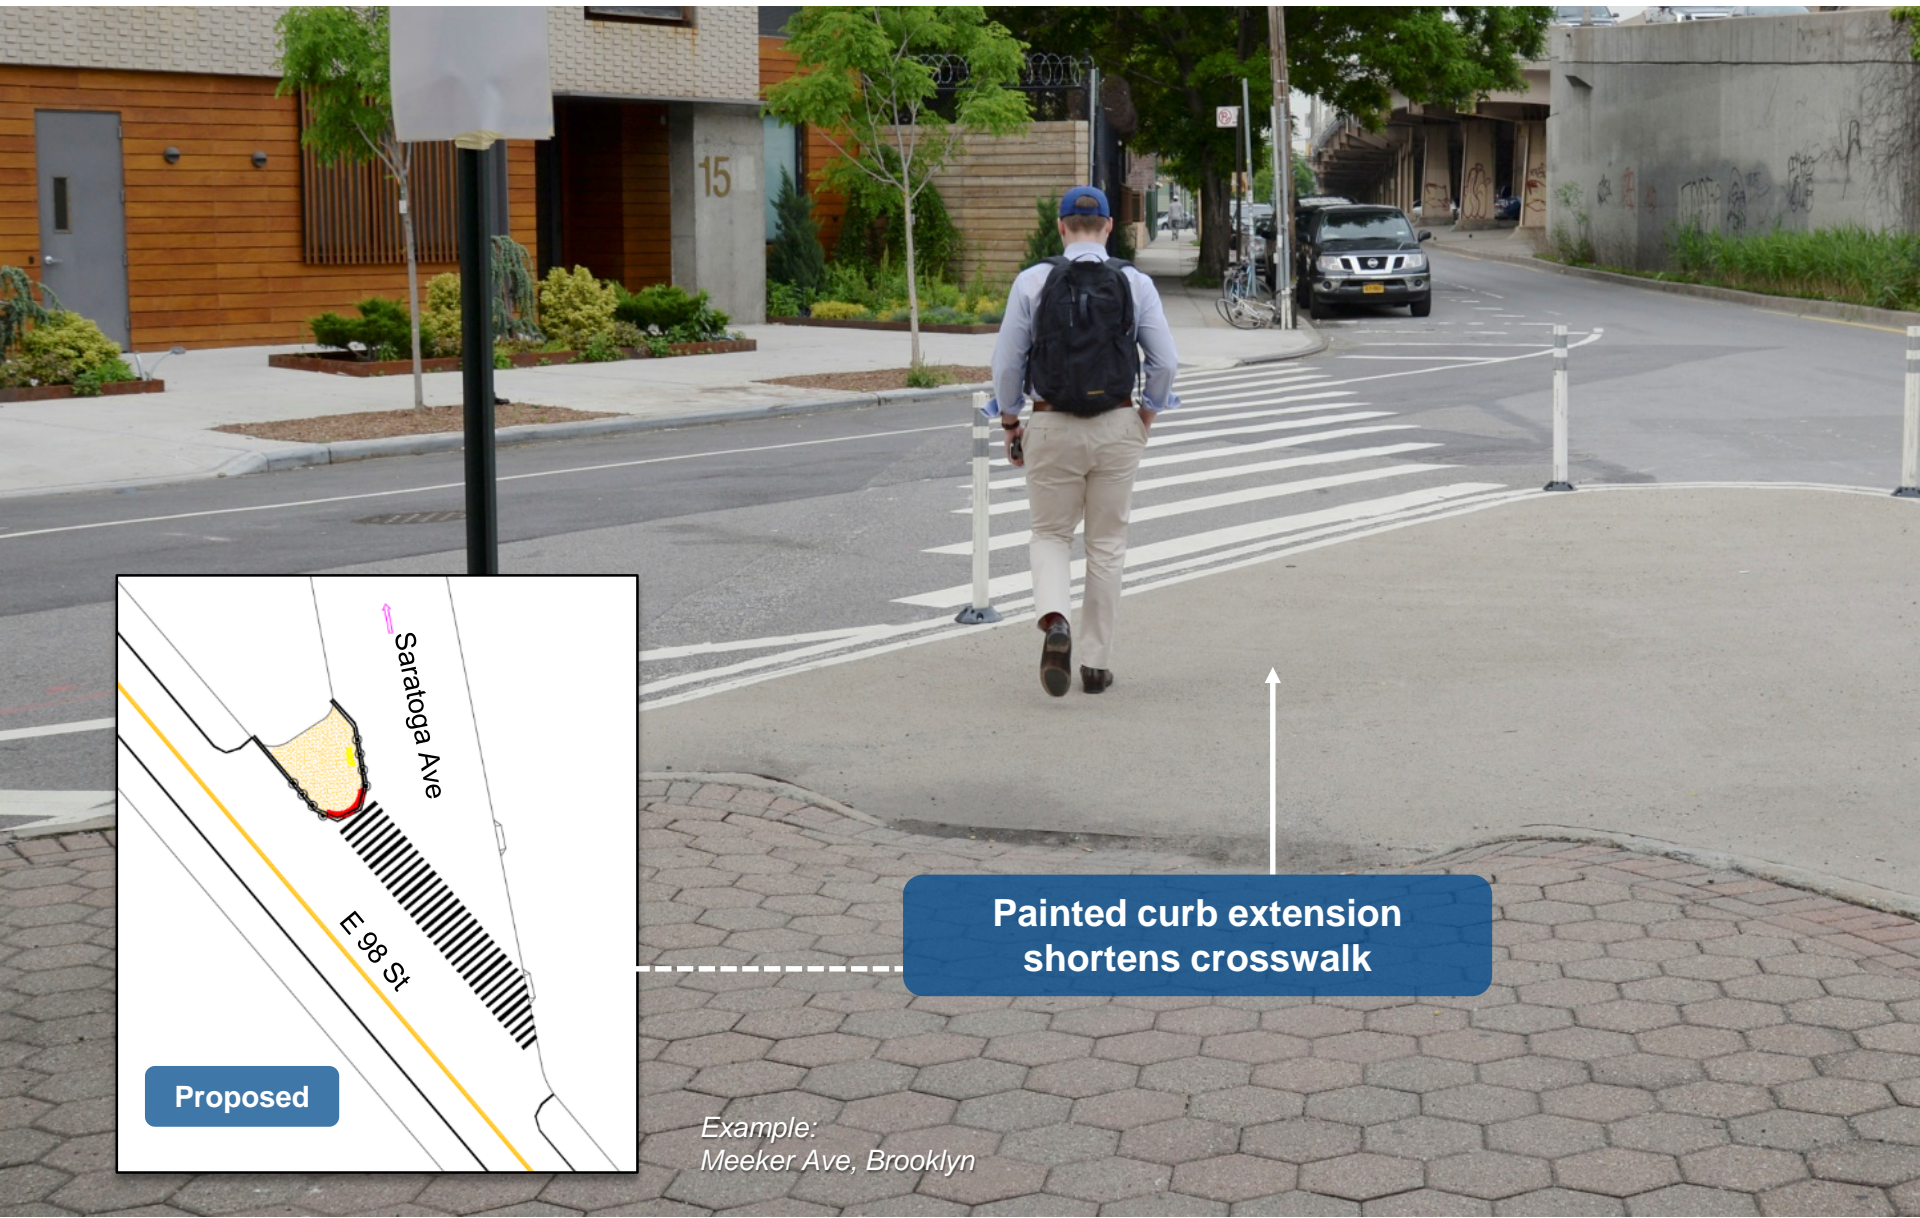 15
Saratoga Ave
E 98 St
Proposed
Painted curb extension
shortens crosswalk
Example:
Meeker Ave, Brooklyn